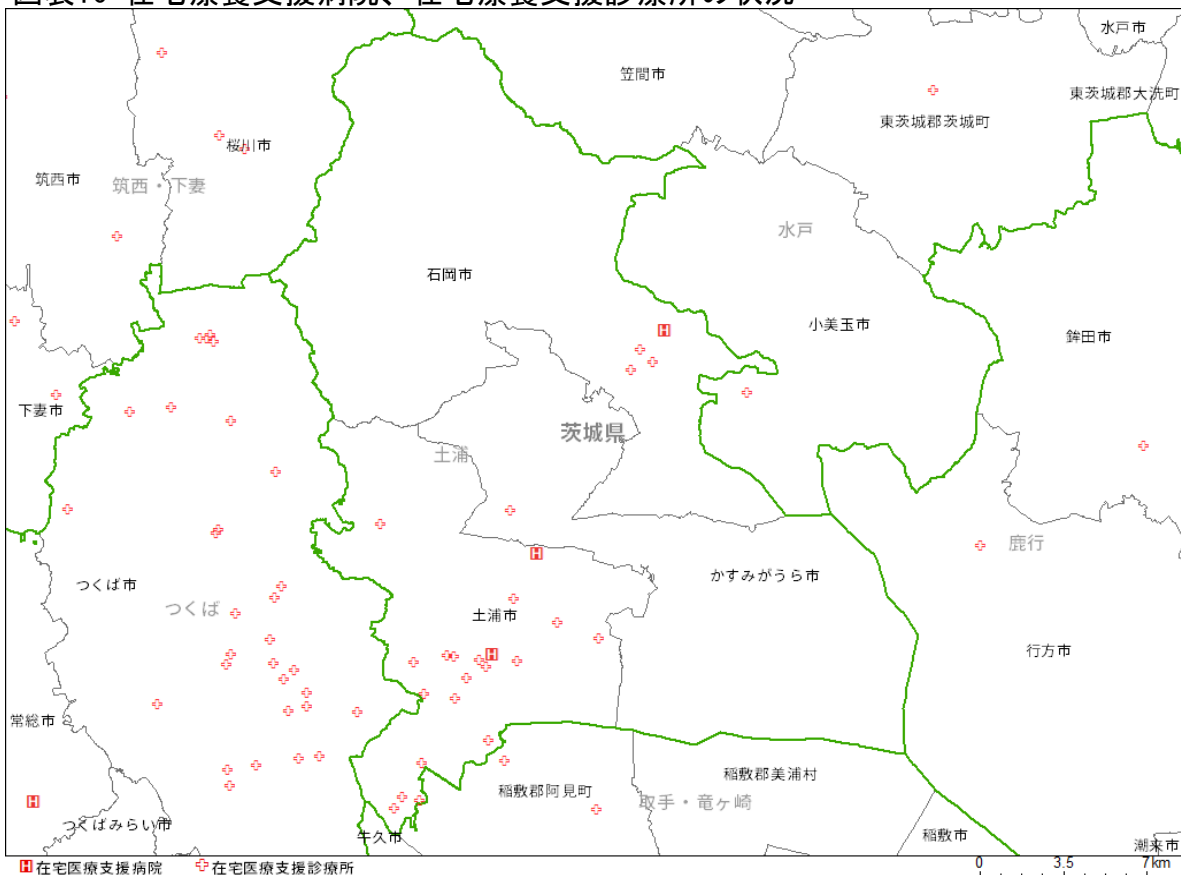 水戸市
笠間市
東茨城郡大洗町
東茨城郡茨城町
桜川市
筑西市
筑西・下妻
水戸
石岡市
小美玉市
鉾田市
下妻市
茨城県
土浦
鹿行
かすみがうら市
つくば市
つくば
土浦市
行方市
常総市
稲敷郡美浦村
稲敷郡阿見町
取手・竜ヶ崎
つくばみらい市
牛久市
稲敷市
潮来市
在宅医療支援病院 在宅医療支援診療所
0 3.5 7km